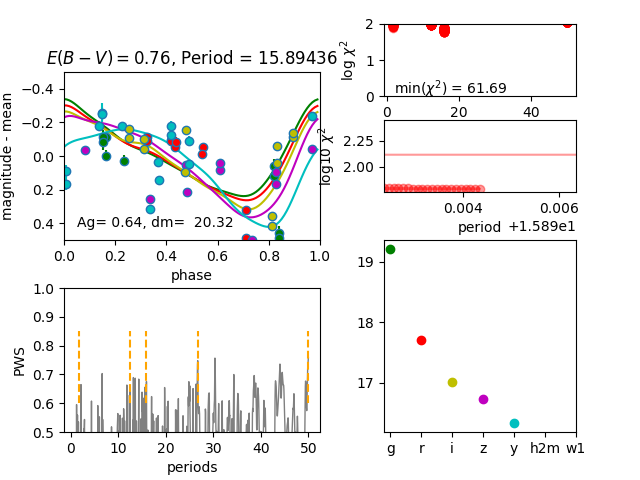 E(B − V) = 0.76, Period = 15.89436
magnitude - mean
−0.4
−0.2
0.0
0.2
0.4
Ag= 0.64, dm=  20.32
0.0 0.2 0.4 0.6 0.8 1.0
phase
log χ²
2
1
0
min(χ²) = 61.69
0 20 40
log10 χ²
2.25
2.00
0.004 0.006
period +1.589e1
PWS
1.0
0.9
0.8
0.7
0.6
0.5
0 10 20 30 40 50
periods
19
18
17
g r i z y h2m w1